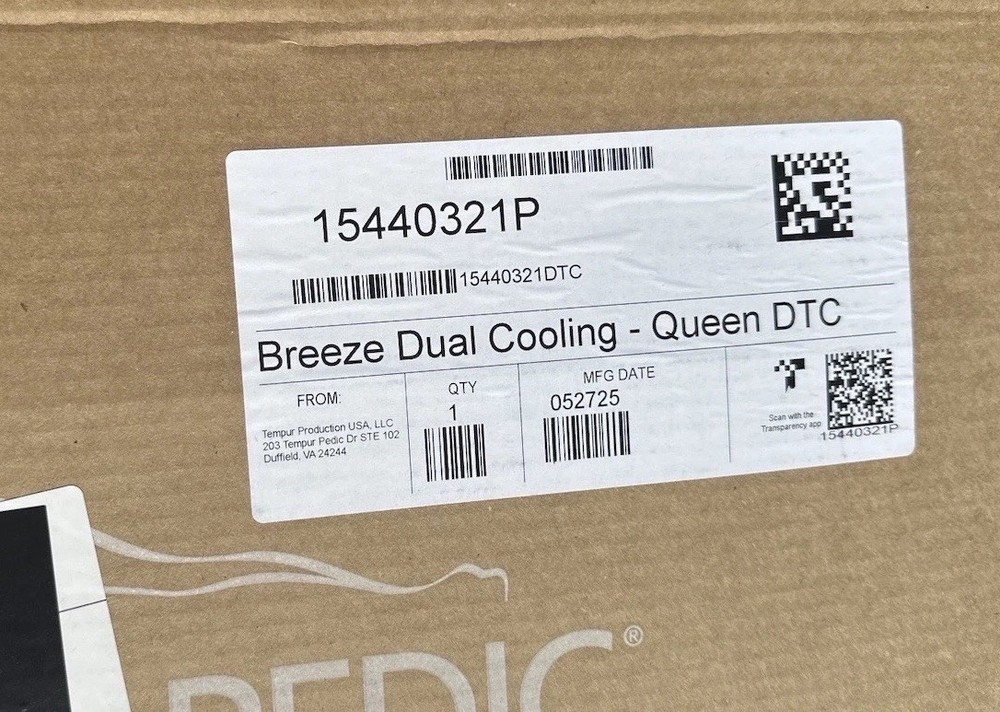 15440321P
15440321DTC
Breeze Dual Cooling - Queen DTC
FROM:
Tempur Production USA, LLC
203 Tempur Pedic Dr STE 102
Duffield, VA 24244
QTY
1
MFG DATE
052725
Scan with the
Transparency app
15440321P
PEDIC®